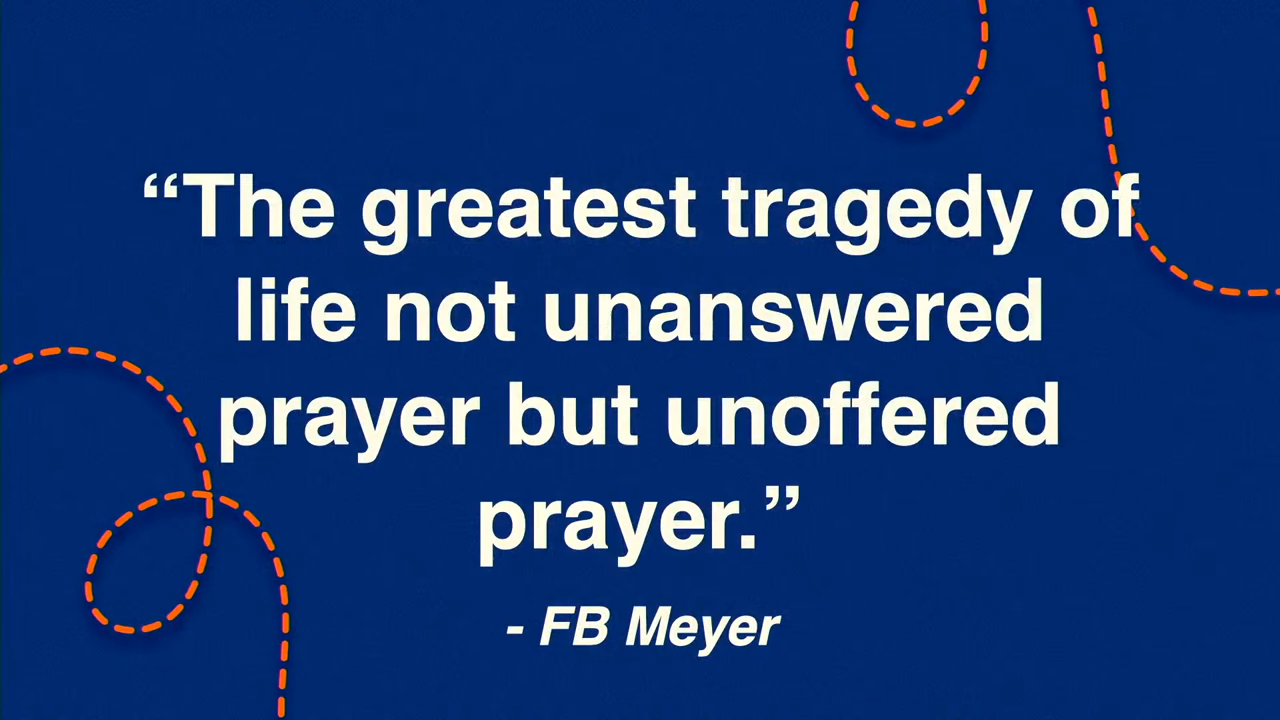 “The greatest tragedy of
life not unanswered
prayer but unoffered
prayer.”
- FB Meyer